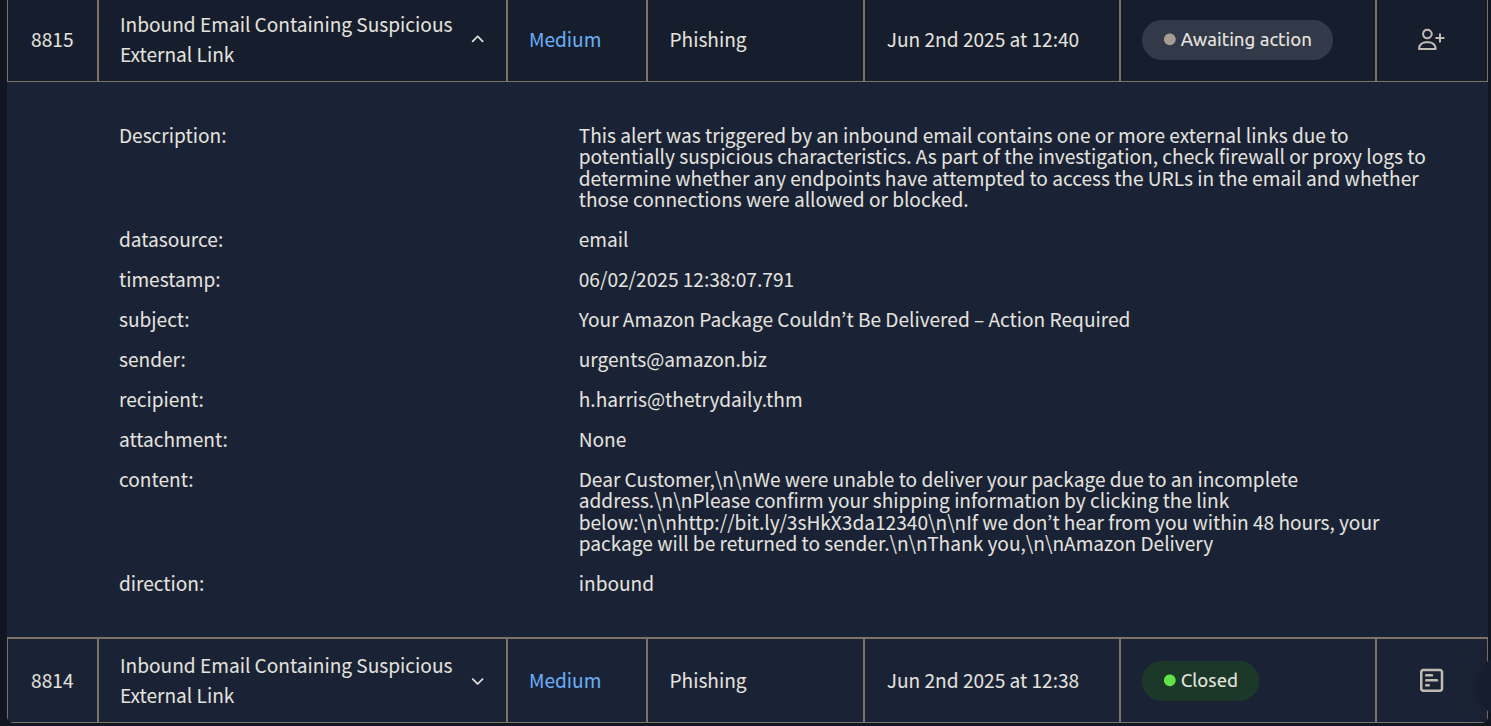 8815
Inbound Email Containing Suspicious
External Link
Medium
Phishing
Jun 2nd 2025 at 12:40
Awaiting action
Description:
This alert was triggered by an inbound email contains one or more external links due to
potentially suspicious characteristics. As part of the investigation, check firewall or proxy logs to
determine whether any endpoints have attempted to access the URLs in the email and whether
those connections were allowed or blocked.
datasource:
email
timestamp:
06/02/2025 12:38:07.791
subject:
Your Amazon Package Couldn’t Be Delivered – Action Required
sender:
urgents@amazon.biz
recipient:
h.harris@thetrydaily.thm
attachment:
None
content:
Dear Customer,\n\nWe were unable to deliver your package due to an incomplete
address.\n\nPlease confirm your shipping information by clicking the link
below:\n\nhttp://bit.ly/3sHkX3da12340\n\nIf we don’t hear from you within 48 hours, your
package will be returned to sender.\n\nThank you,\n\nAmazon Delivery
direction:
inbound
8814
Inbound Email Containing Suspicious
External Link
Medium
Phishing
Jun 2nd 2025 at 12:38
Closed